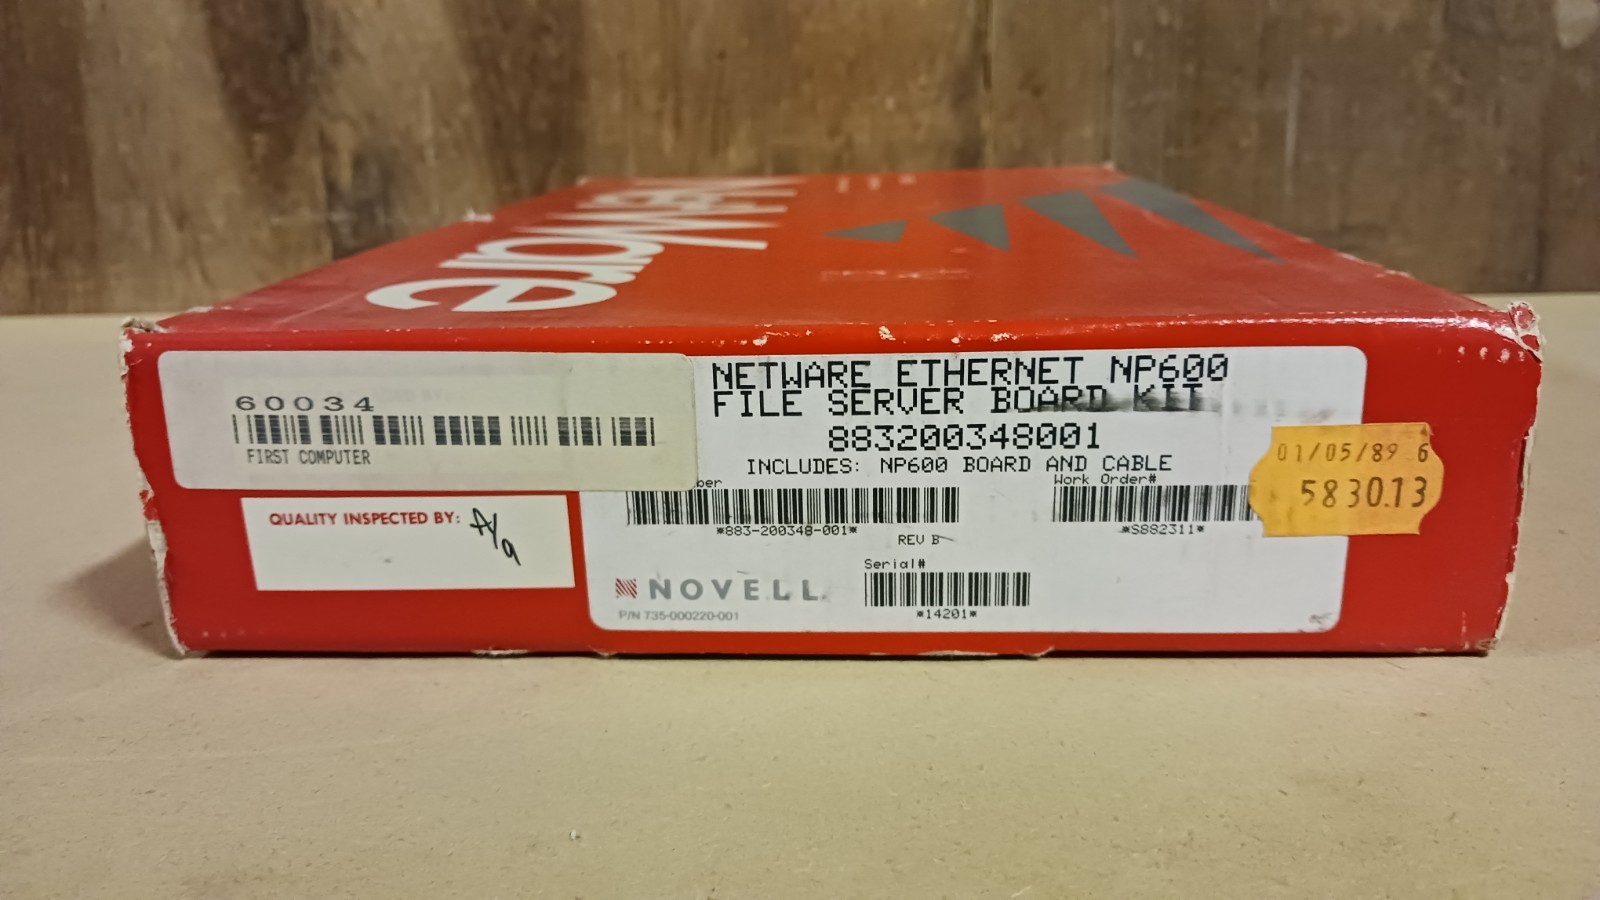 NetWare
60034
FIRST COMPUTER
NETWARE ETHERNET NP600
FILE SERVER BOARD KIT
883200348001
INCLUDES: NP600 BOARD AND CABLE
Work Order#
*883-200348-001*
*S882311*
REV B
01/05/89 6
5830.13
QUALITY INSPECTED BY:
Serial#
*14201*
NOVELL
P/N 735-000220-001